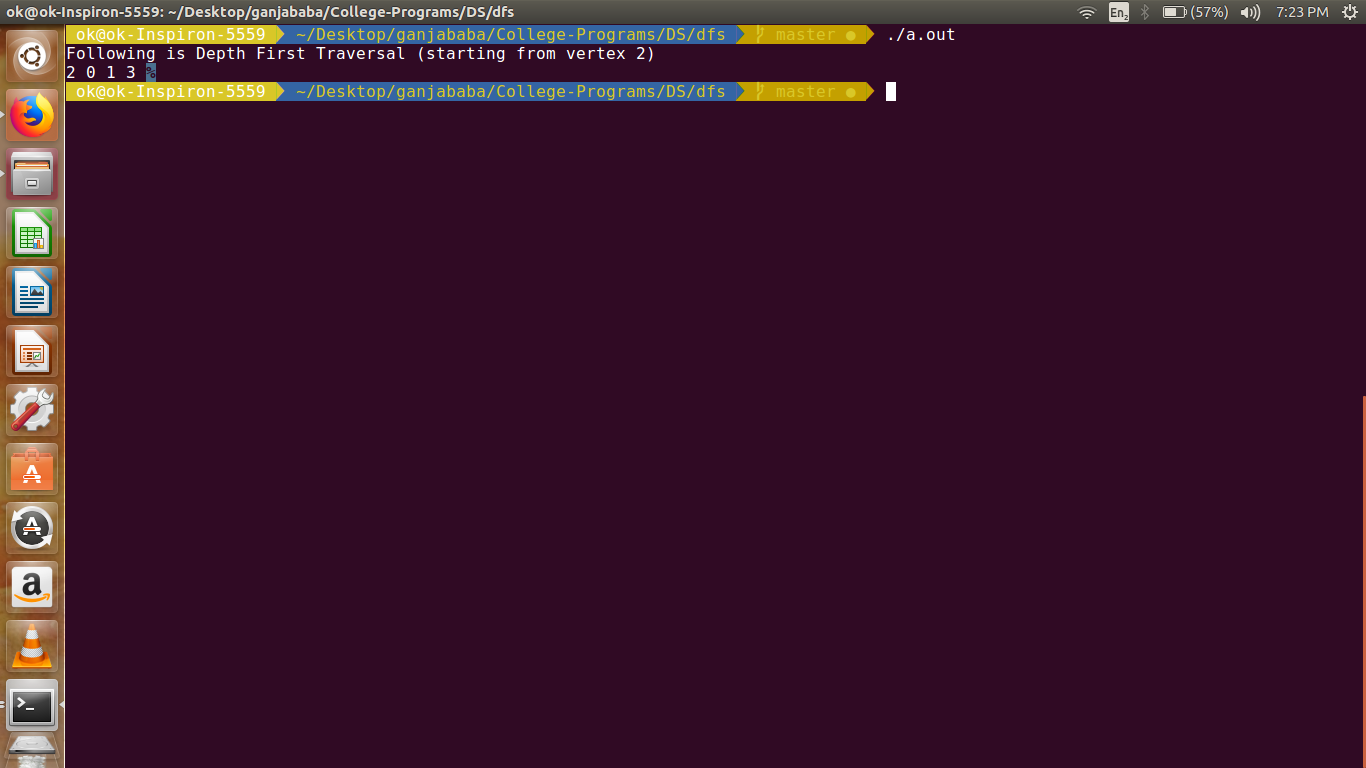 ok@ok-Inspiron-5559: ~/Desktop/ganjababa/College-Programs/DS/dfs
En2 (57%) 7:23 PM
ok@ok-Inspiron-5559 ~/Desktop/ganjababa/College-Programs/DS/dfs master ● ./a.out
Following is Depth First Traversal (starting from vertex 2)
2 0 1 3 %
ok@ok-Inspiron-5559 ~/Desktop/ganjababa/College-Programs/DS/dfs master ●